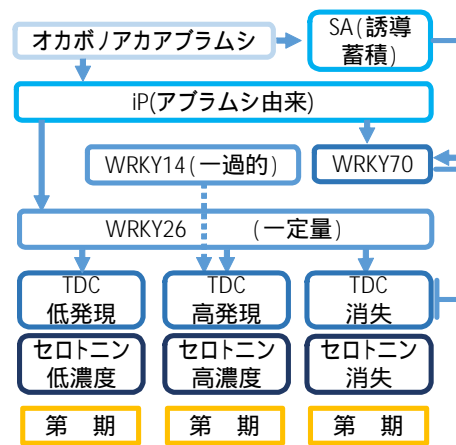 オカボノアカアブラムシ
SA(誘導
蓄積)
iP(アブラムシ由来)
WRKY14(一過的)
WRKY70
WRKY26 (一定量)
TDC
低発現
TDC
高発現
TDC
消失
セロトニン
低濃度
セロトニン
高濃度
セロトニン
消失
第 期
第 期
第 期